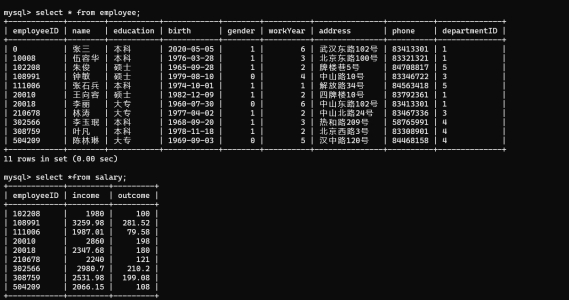 mysql> select * from employee;
| employeeID | name | education | birth | gender | workYear | address | phone | departmentID |
| 0 | 张三 | 本科 | 2020-05-05 | 1 | 6 | 武汉东路102号 | 83413301 | 1 |
| 10008 | 伍容华 | 本科 | 1976-03-28 | 1 | 3 | 北京东路100号 | 83321321 | 1 |
| 102208 | 朱俊 | 硕士 | 1965-09-28 | 1 | 2 | 牌楼巷5号 | 84708817 | 5 |
| 108991 | 钟敏 | 硕士 | 1979-08-10 | 0 | 4 | 中山路10号 | 83346722 | 3 |
| 111006 | 张石兵 | 本科 | 1974-10-01 | 1 | 1 | 解放路34号 | 84563418 | 5 |
| 20010 | 王向容 | 硕士 | 1982-12-09 | 1 | 2 | 四牌楼10号 | 83792361 | 1 |
| 20018 | 李丽 | 大专 | 1960-07-30 | 0 | 6 | 中山东路102号 | 83413301 | 1 |
| 210678 | 林涛 | 大专 | 1977-04-02 | 1 | 2 | 中山北路24号 | 83467336 | 3 |
| 302566 | 李玉珉 | 本科 | 1968-09-20 | 1 | 3 | 热和路209号 | 58765991 | 4 |
| 308759 | 叶凡 | 本科 | 1978-11-18 | 1 | 2 | 北京西路3号 | 83308901 | 4 |
| 504209 | 陈林琳 | 大专 | 1969-09-03 | 0 | 5 | 汉中路120号 | 84468158 | 4 |
11 rows in set (0.00 sec)
mysql> select *from salary;
| employeeID | income | outcome |
| 102208 | 1980 | 100 |
| 108991 | 3259.98 | 281.52 |
| 111006 | 1987.01 | 79.58 |
| 20010 | 2860 | 198 |
| 20018 | 2347.68 | 180 |
| 210678 | 2240 | 121 |
| 302566 | 2980.7 | 210.2 |
| 308759 | 2531.98 | 199.08 |
| 504209 | 2066.15 | 108 |